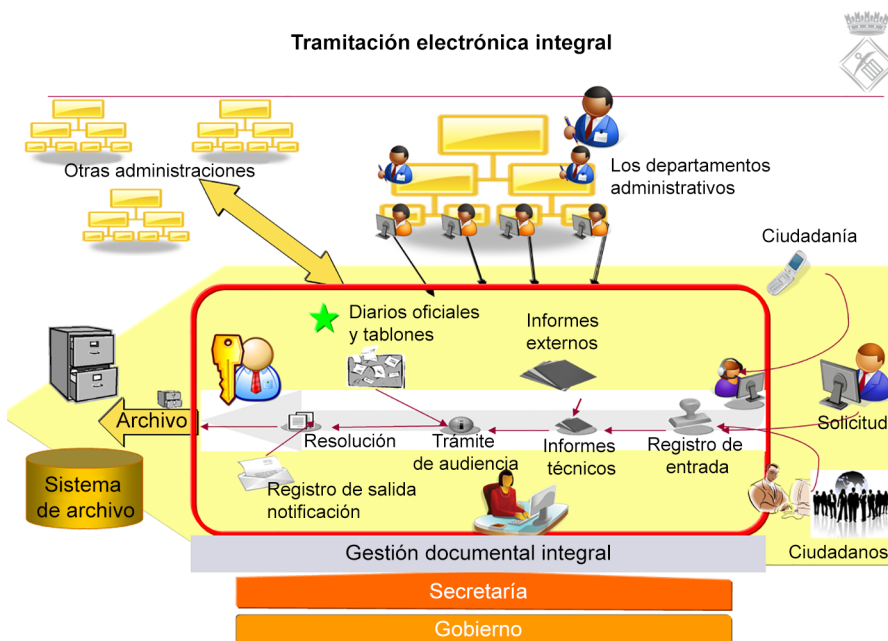 Tramitación electrónica integral
Otras administraciones
Los departamentos
administrativos
Ciudadanía
Diarios oficiales
y tablones
Informes
externos
Archivo
Resolución
Trámite
de audiencia
Informes
técnicos
Registro de
entrada
Solicitud
Sistema
de archivo
Registro de salida
notificación
Ciudadanos
Gestión documental integral
Secretaría
Gobierno